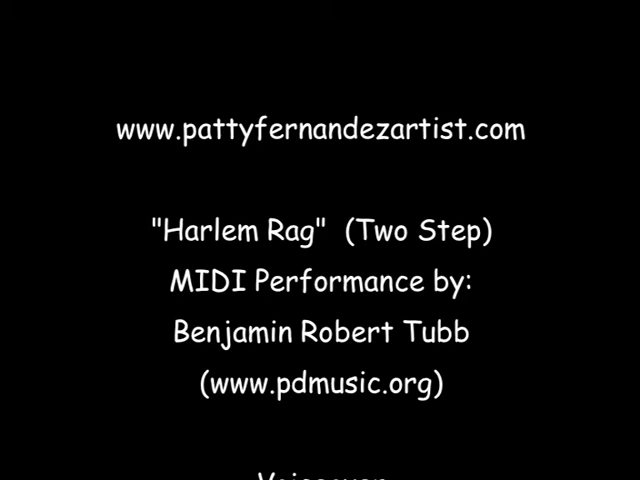 www.pattyfernandezartist.com
"Harlem Rag" (Two Step)
MIDI Performance by:
Benjamin Robert Tubb
(www.pdmusic.org)